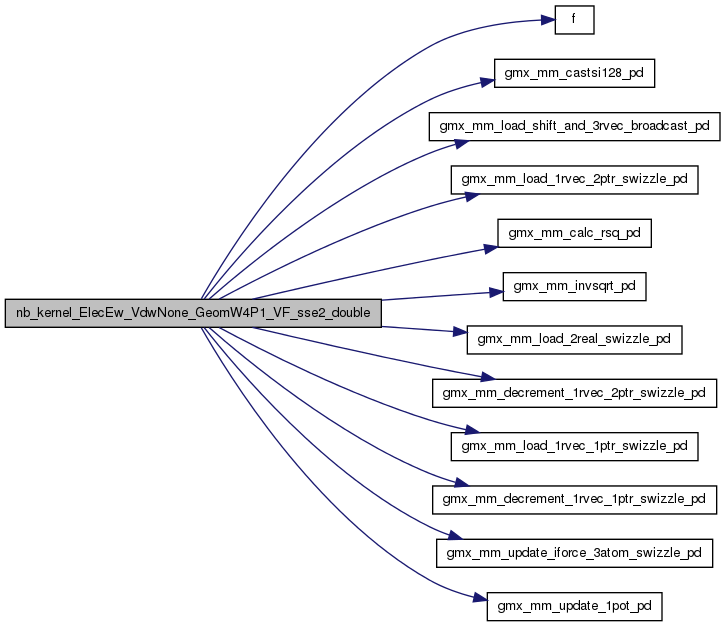 f
gmx_mm_castsi128_pd
gmx_mm_load_shift_and_3rvec_broadcast_pd
gmx_mm_load_1rvec_2ptr_swizzle_pd
gmx_mm_calc_rsq_pd
gmx_mm_invsqrt_pd
nb_kernel_ElecEw_VdwNone_GeomW4P1_VF_sse2_double
gmx_mm_load_2real_swizzle_pd
gmx_mm_decrement_1rvec_2ptr_swizzle_pd
gmx_mm_load_1rvec_1ptr_swizzle_pd
gmx_mm_decrement_1rvec_1ptr_swizzle_pd
gmx_mm_update_iforce_3atom_swizzle_pd
gmx_mm_update_1pot_pd